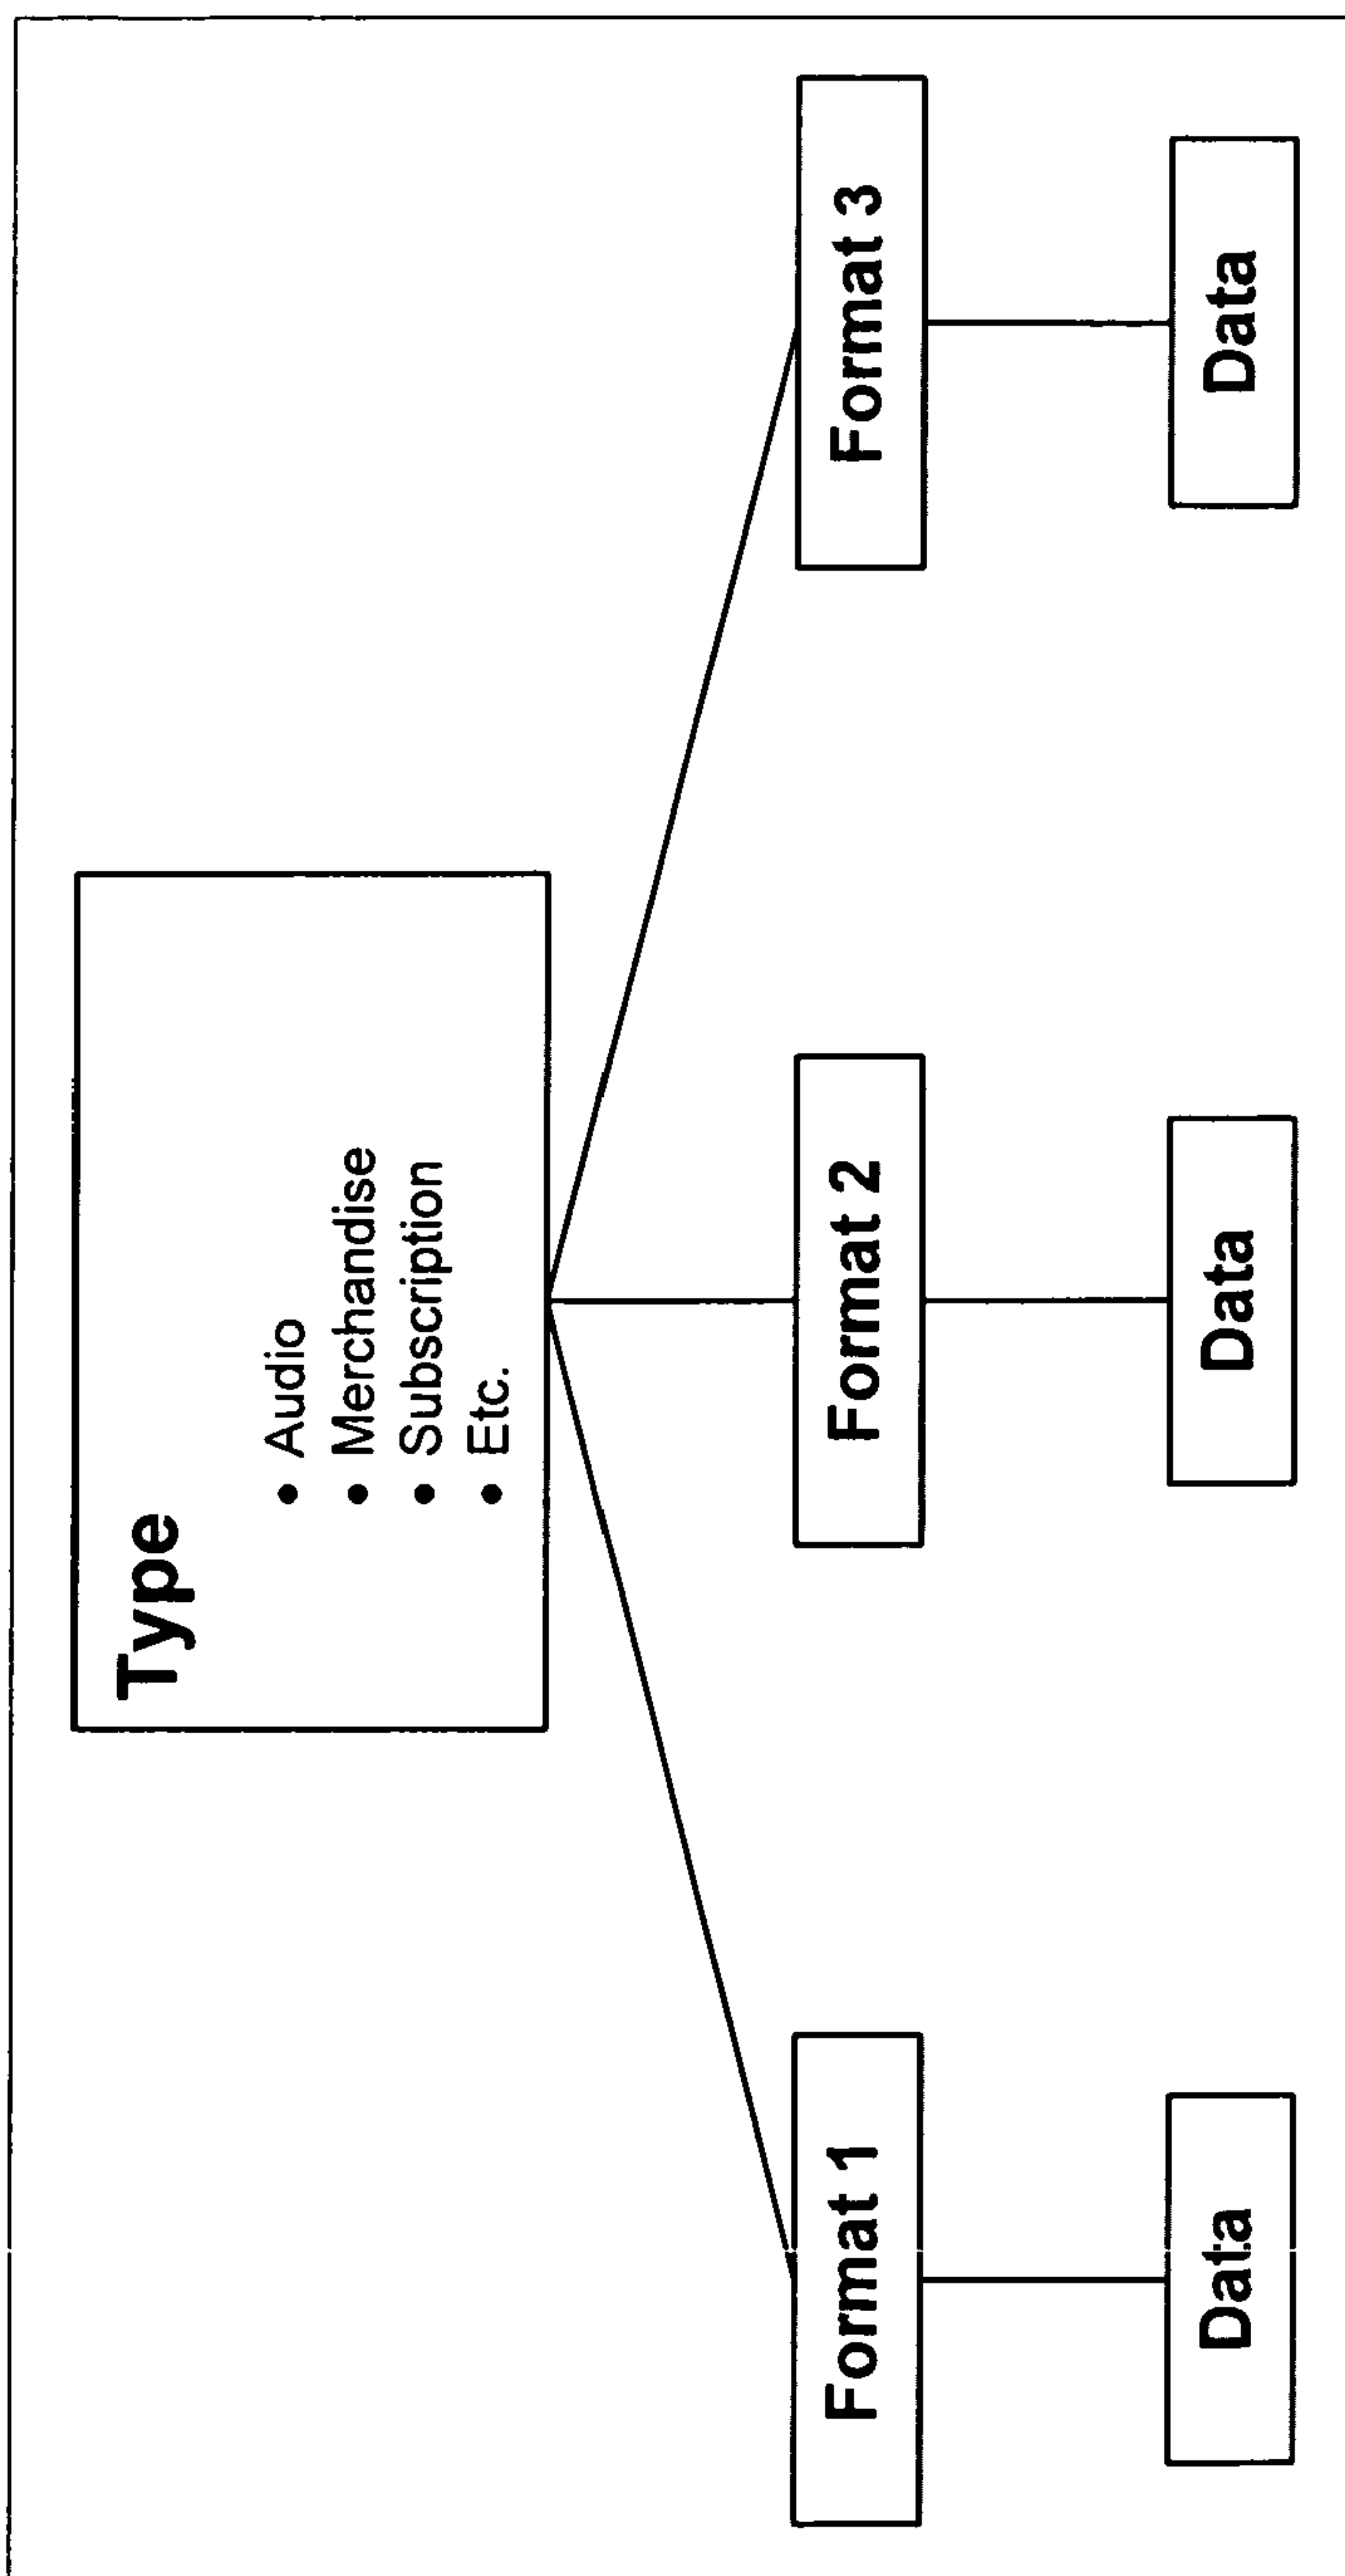 Type
• Audio
• Merchandise
• Subscription
• Etc.
Format 1
Format 2
Format 3
Data
Data
Data